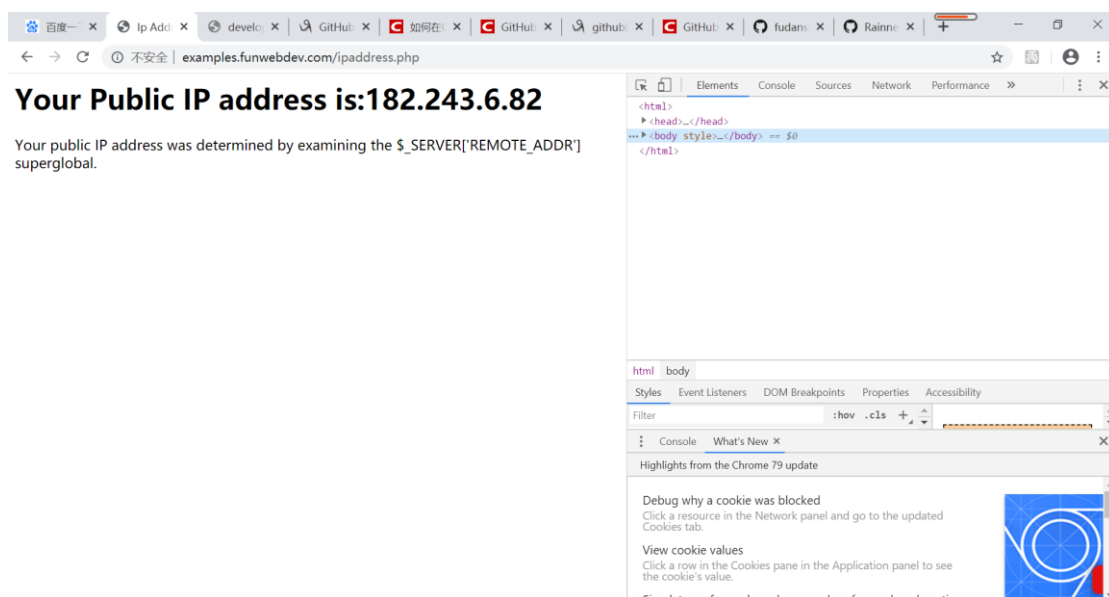 百度一 Ip Add develo GitHub 如何在 GitHub github GitHub fudans Rainne
不安全 examples.funwebdev.com/ipaddress.php
Your Public IP address is:182.243.6.82
Your public IP address was determined by examining the $_SERVER['REMOTE_ADDR']
superglobal.
Elements Console Sources Network Performance »
<html>
<head>…</head>
<body style>…</body> == $0
</html>
html body
Styles Event Listeners DOM Breakpoints Properties Accessibility
Filter :hov .cls +
Console What's New ×
Highlights from the Chrome 79 update
Debug why a cookie was blocked
Click a resource in the Network panel and go to the updated
Cookies tab.
View cookie values
Click a row in the Cookies pane in the Application panel to see
the cookie's value.